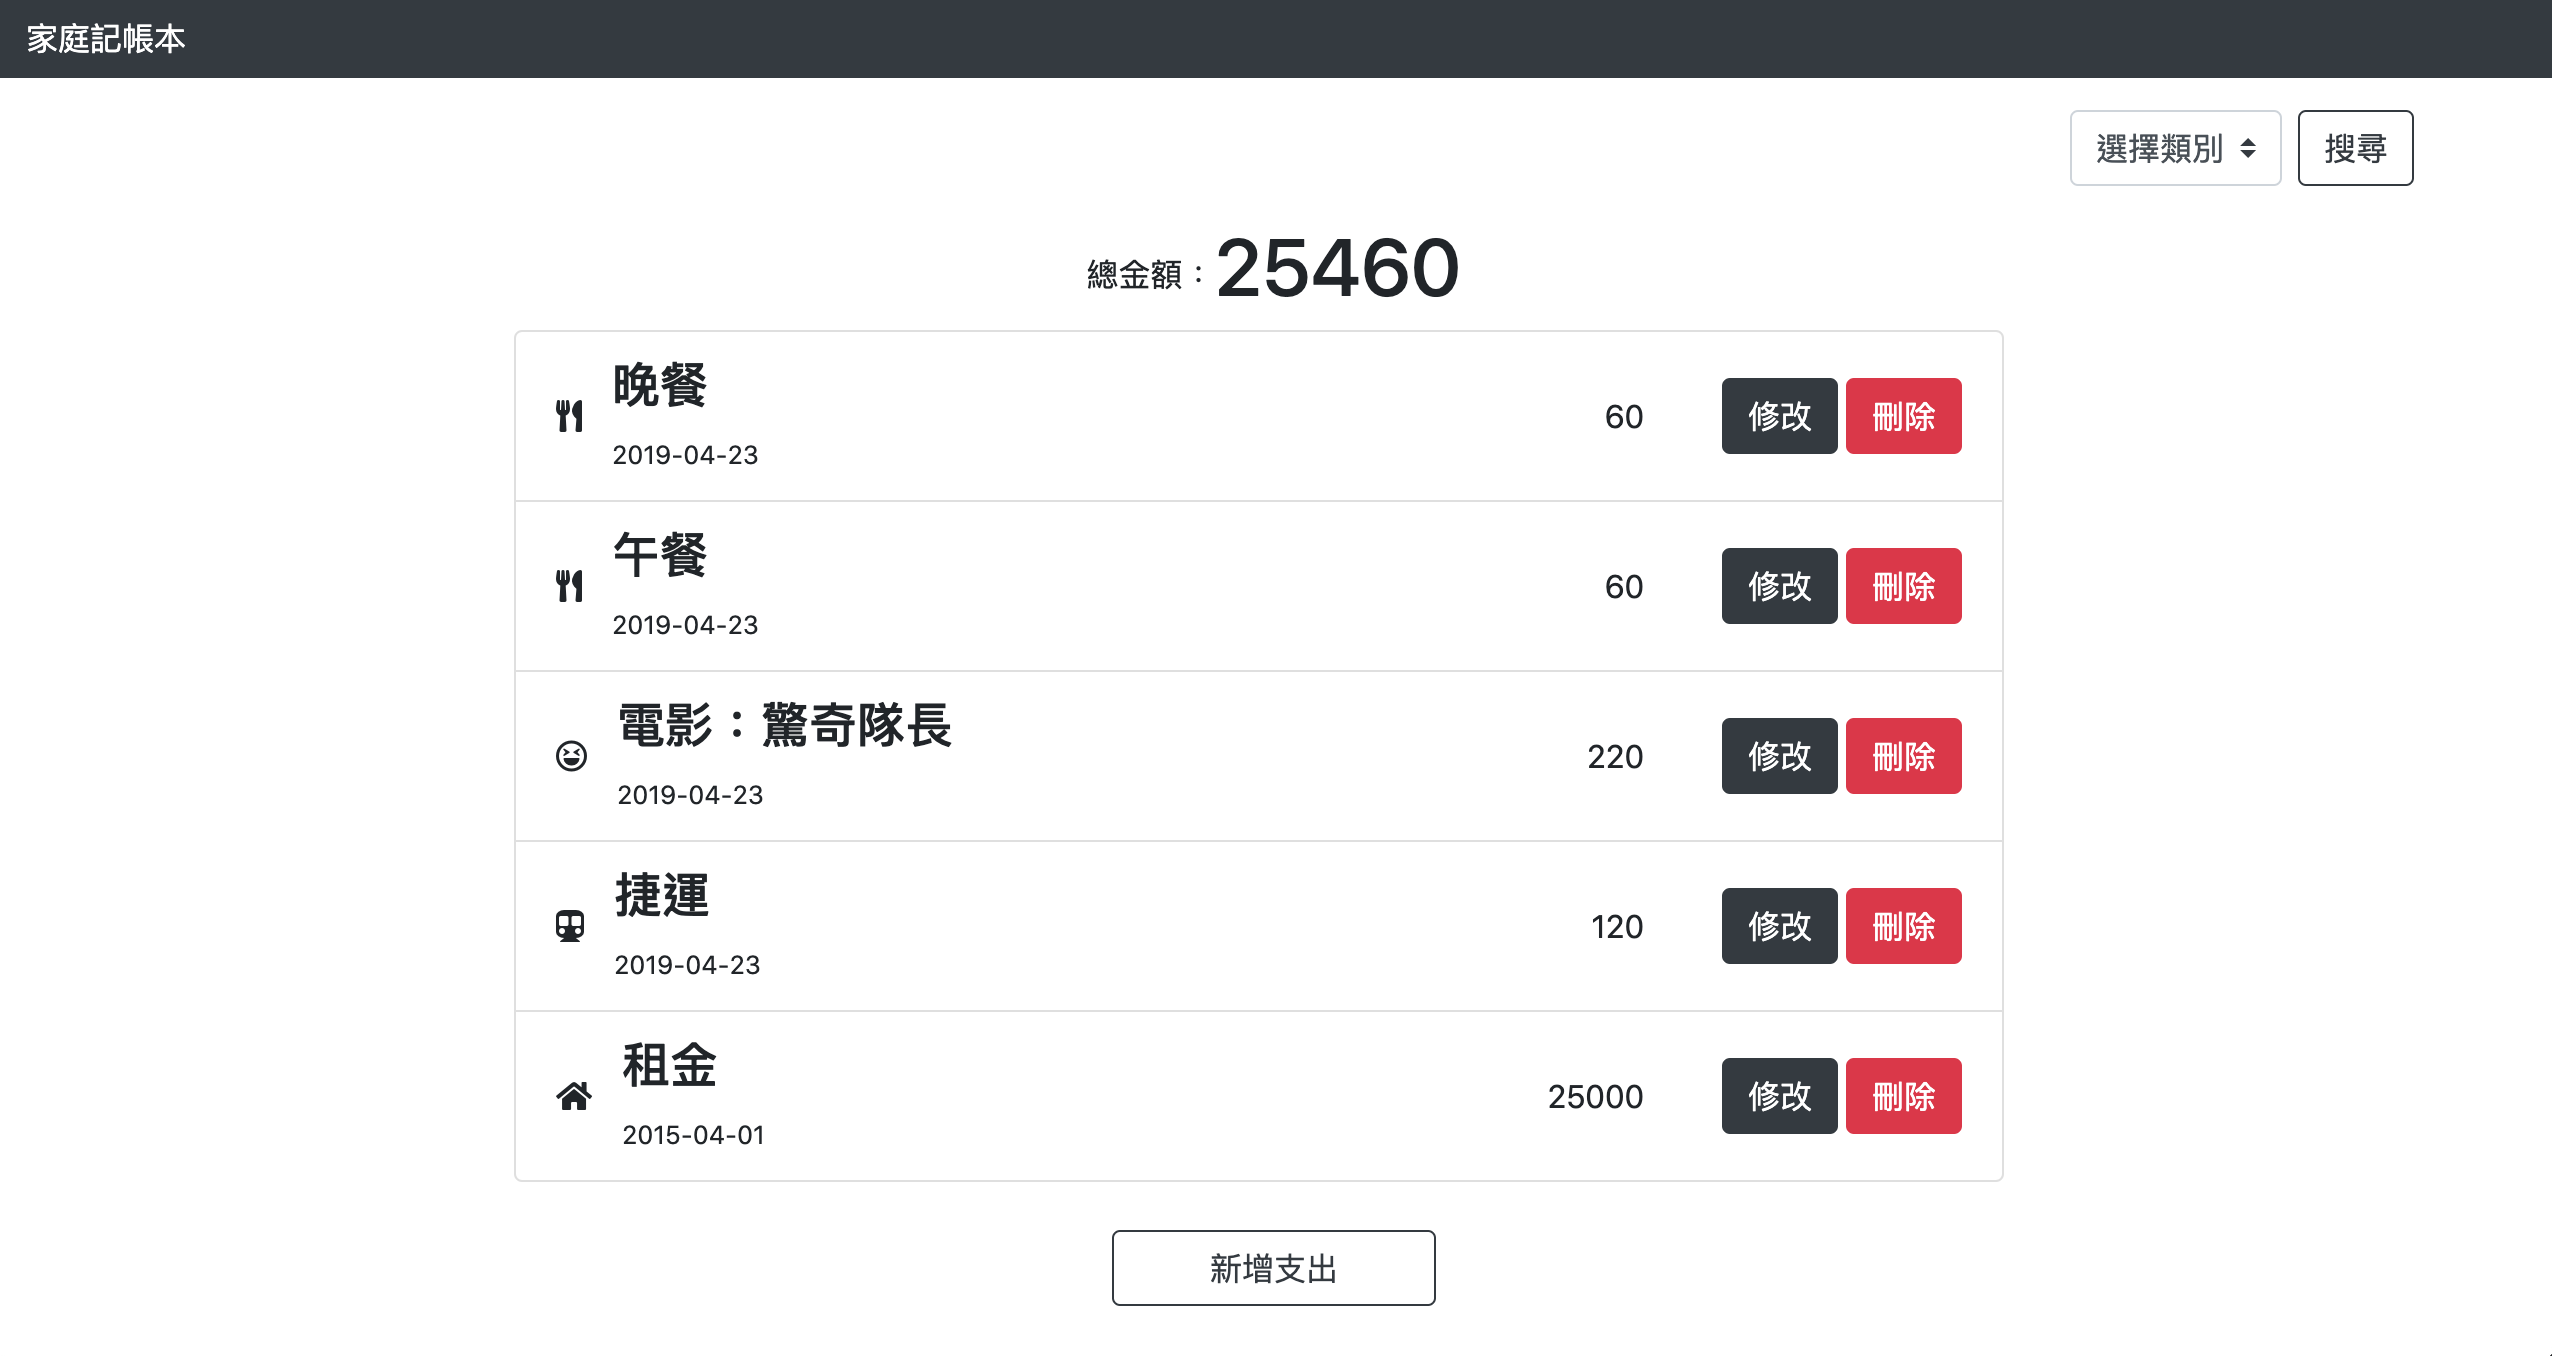 家庭記帳本
選擇類別 搜尋
總金額：25460
晚餐
60 修改 刪除
2019-04-23
午餐
60 修改 刪除
2019-04-23
電影：驚奇隊長
220 修改 刪除
2019-04-23
捷運
120 修改 刪除
2019-04-23
租金
25000 修改 刪除
2015-04-01
新增支出